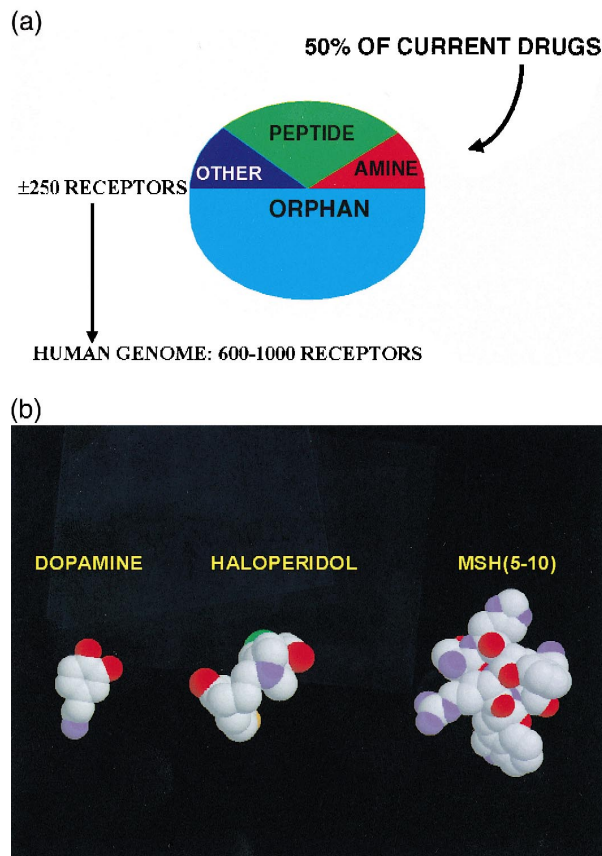 (a)
50% OF CURRENT DRUGS
PEPTIDE
OTHER
AMINE
±250 RECEPTORS
ORPHAN
HUMAN GENOME: 600-1000 RECEPTORS
(b)
DOPAMINE
HALOPERIDOL
MSH(5-10)